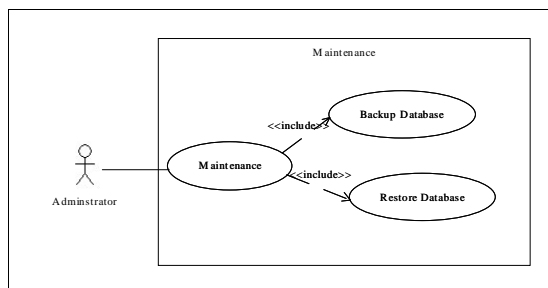 Maintenance
Backup Database
<<include>>
Maintenance
<<include>>
Restore Database
Adminstrator